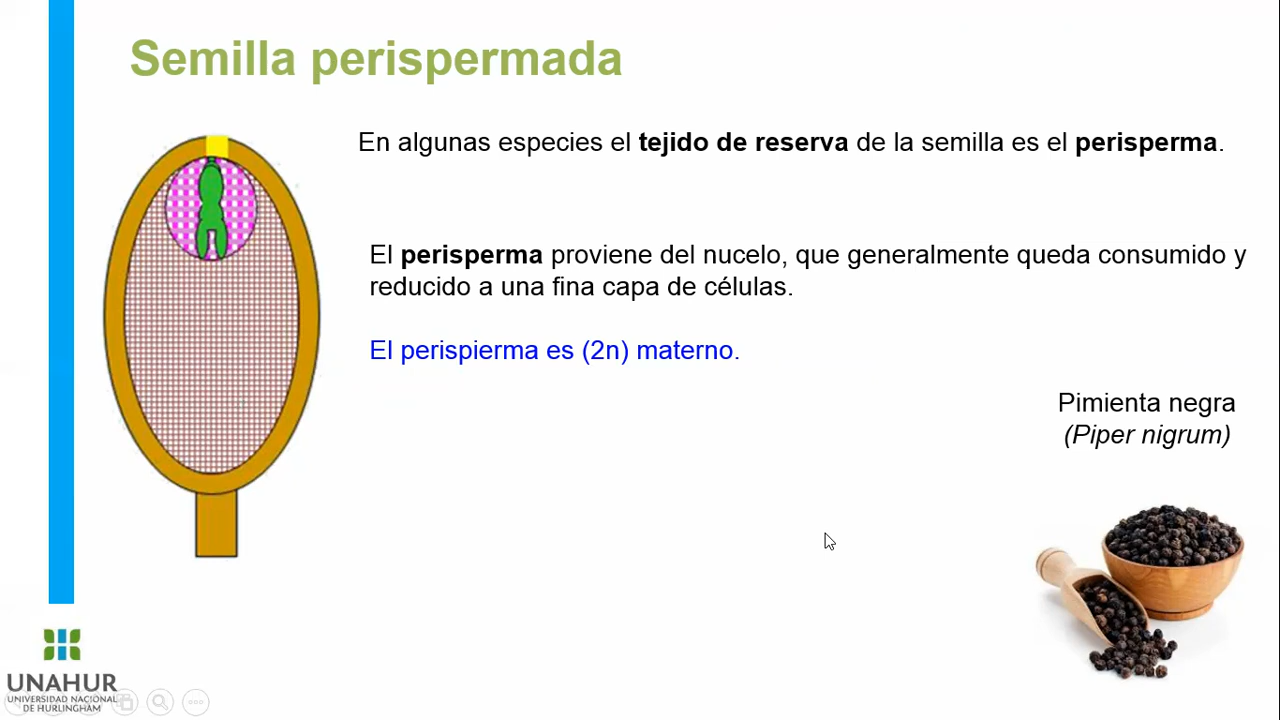 Semilla perispermada
En algunas especies el tejido de reserva de la semilla es el perisperma.
El perisperma proviene del nucelo, que generalmente queda consumido y
reducido a una fina capa de células.
El perispierma es (2n) materno.
Pimienta negra
(Piper nigrum)
UNAHUR
UNIVERSIDAD NACIONAL
DE HURLINGHAM